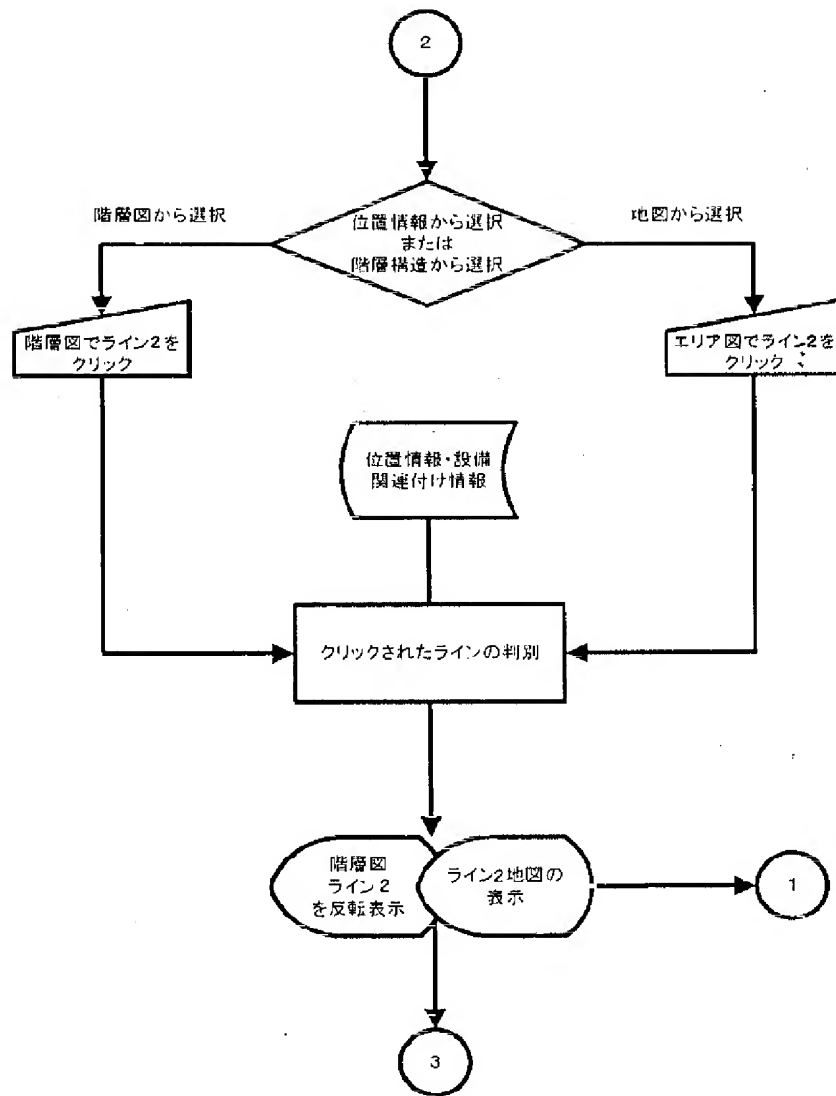 2
階層図から選択
位置情報から選択
または
階層構造から選択
地図から選択
階層図でライン2を
クリック
エリア図でライン2を
クリック
位置情報・設備
関連付け情報
クリックされたラインの判別
階層図
ライン2
を反転表示
ライン2地図の
表示
1
3